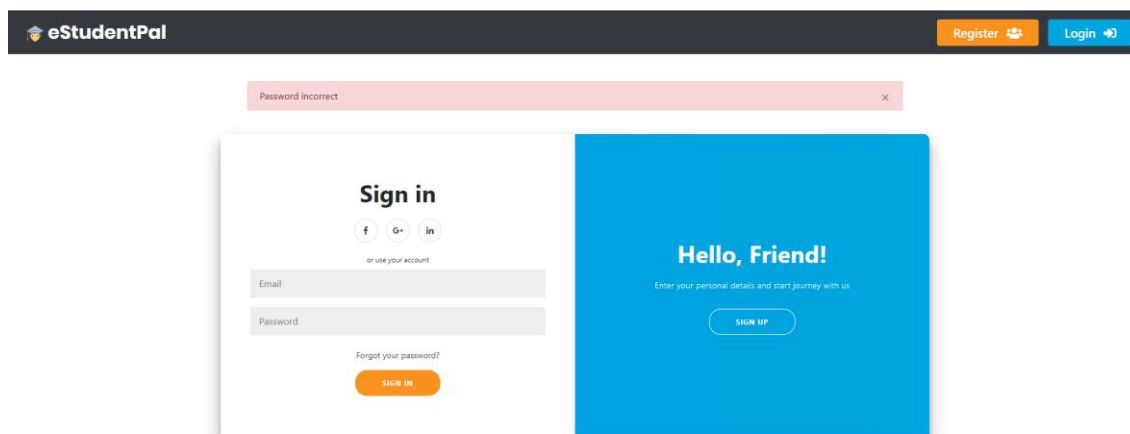 eStudentPal
Register
Login
Password incorrect ×
Sign in
f G+ in
or use your account
Email
Password
Forgot your password?
SIGN IN
Hello, Friend!
Enter your personal details and start journey with us
SIGN UP